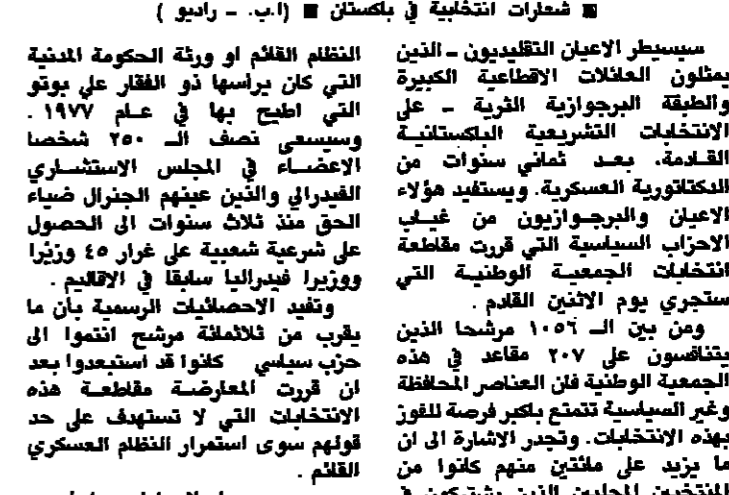 ■ شعارات انتخابية في باكستان ■ (ا.ب. ـ راديو )
سيسيطر الاعيان التقليديون ـ الذين
يمثلون العائلات الاقطاعية الكبيرة
والطبقة البرجوازية الثرية ـ على
الانتخابات التشريعية الباكستانية
القادمة، بعد ثماني سنوات من
الدكتاتورية العسكرية. ويستفيد هؤلاء
الاعيان والبرجوازيون من غياب
الاحزاب السياسية التي قررت مقاطعة
انتخابات الجمعية الوطنية التي
ستجري يوم الاثنين القادم .
ومن بين الـ ١٠٥٦ مرشحا الذين
يتنافسون على ٢٠٧ مقاعد في هذه
الجمعية الوطنية فان العناصر المحافظة
وغير السياسية تتمتع باكبر فرصة للفوز
بهذه الانتخابات. وتجدر الاشارة الى ان
ما يزيد على مائتين منهم كانوا من
المنتخبين المحليين الذين يشتركون في
النظام القائم او ورثة الحكومة المدنية
التي كان يراسها ذو الفقار علي بوتو
التي اطيح بها في عام ١٩٧٧ .
وسيسعى نصف الـ ٢٥٠ شخصا
الاعضاء في المجلس الاستشاري
الفيدرالي والذين عينهم الجنرال ضياء
الحق منذ ثلاث سنوات الى الحصول
على شرعية شعبية على غرار ٤٥ وزيرا
ووزيرا فيدراليا سابقا في الاقاليم .
وتفيد الاحصائيات الرسمية بأن ما
يقرب من ثلاثمائة مرشح انتموا الى
حزب سياسي كانوا قد استبعدوا بعد
ان قررت المعارضة مقاطعة هذه
الانتخابات التي لا تستهدف على حد
قولهم سوى استمرار النظام العسكري
القائم .